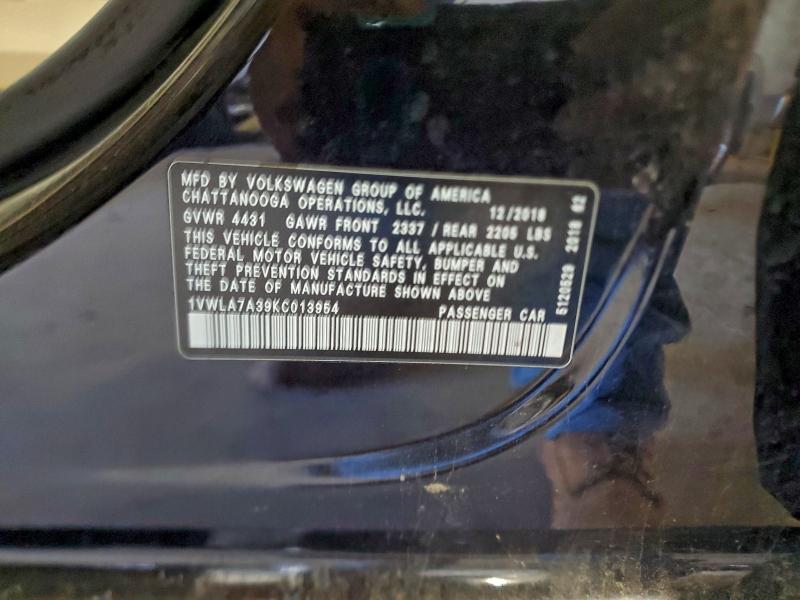 MFD BY VOLKSWAGEN GROUP OF AMERICA
CHATTANOOGA OPERATIONS, LLC. 12/2018
GVWR 4431 GAWR FRONT 2337 / REAR 2205 LBS
THIS VEHICLE CONFORMS TO ALL APPLICABLE U.S.
FEDERAL MOTOR VEHICLE SAFETY, BUMPER AND
THEFT PREVENTION STANDARDS IN EFFECT ON
THE DATE OF MANUFACTURE SHOWN ABOVE
1VWLA7A39KC013954 PASSENGER CAR
5120529 2018 02